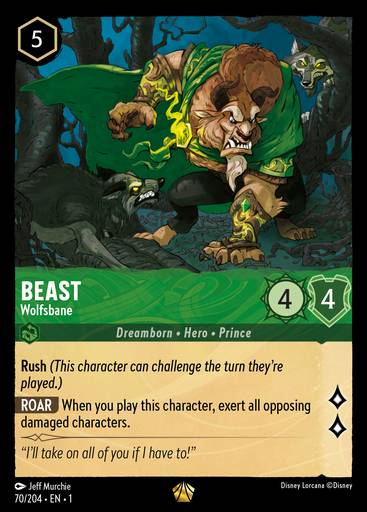 5
BEAST
Wolfsbane
4
4
Dreamborn • Hero • Prince
Rush (This character can challenge the turn they're
played.)
ROAR When you play this character, exert all opposing
damaged characters.
"I'll take on all of you if I have to!"
Jeff Murchie
Disney Lorcana ©Disney
70/204 • EN • 1